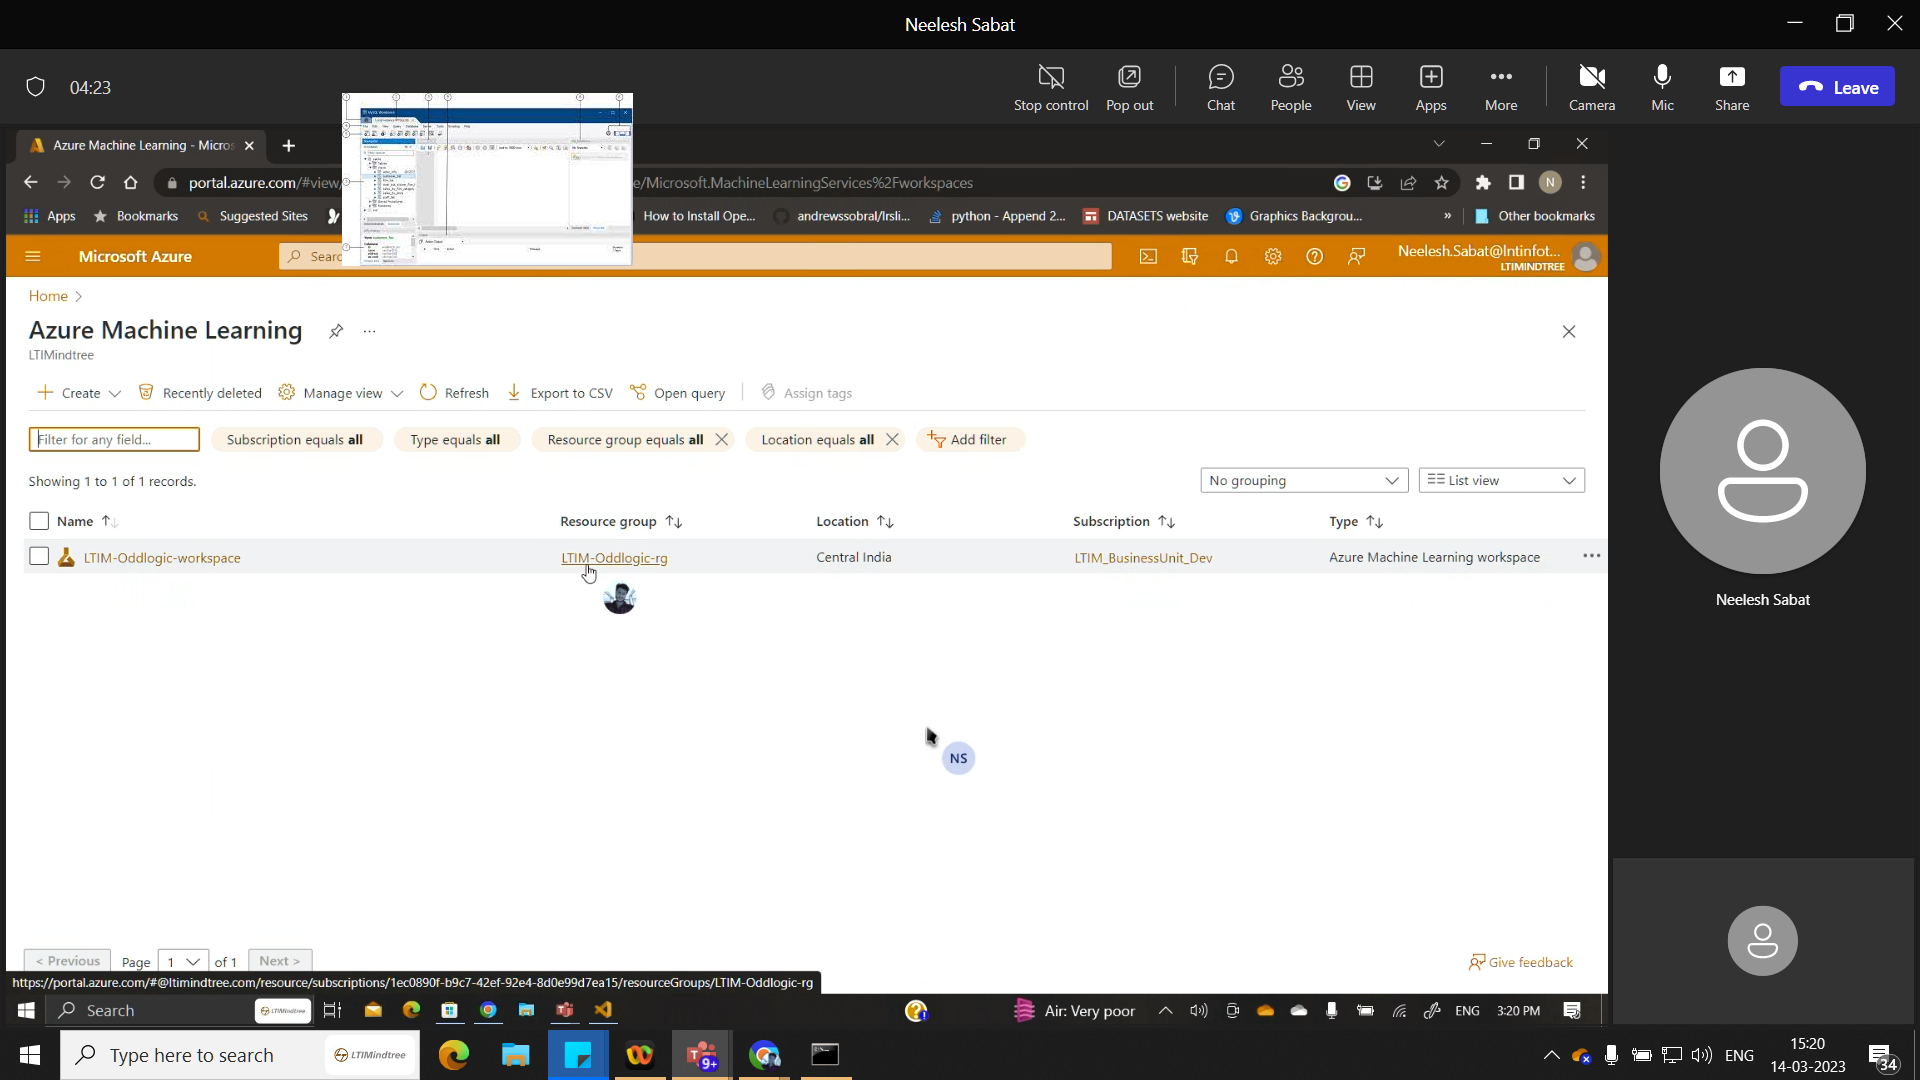 Neelesh Sabat
04:23
Stop control
Pop out
Chat
People
View
Apps
More
Camera
Mic
Share
Leave
Azure Machine Learning - Micros
portal.azure.com/#view/
e/Microsoft.MachineLearningServices%2Fworkspaces
Apps
Bookmarks
Suggested Sites
How to Install Ope...
andrewssobral/lrsli...
python - Append 2...
DATASETS website
Graphics Backgrou...
»
Other bookmarks
Microsoft Azure
Searc
Neelesh.Sabat@lntinfot...
LTIMINDTREE
Home
Azure Machine Learning
LTIMindtree
Create
Recently deleted
Manage view
Refresh
Export to CSV
Open query
Assign tags
Filter for any field...
Subscription equals all
Type equals all
Resource group equals all
Location equals all
Add filter
Showing 1 to 1 of 1 records.
No grouping
List view
Name
Resource group
Location
Subscription
Type
LTIM-Oddlogic-workspace
LTIM-Oddlogic-rg
Central India
LTIM_BusinessUnit_Dev
Azure Machine Learning workspace
NS
Neelesh Sabat
< Previous
Page
1
of 1
Next >
Give feedback
https://portal.azure.com/#@ltimindtree.com/resource/subscriptions/1ec0890f-b9c7-42ef-92e4-8d0e99d7ea15/resourceGroups/LTIM-Oddlogic-rg
Search
LTIMindtree
Air: Very poor
ENG
3:20 PM
Type here to search
LTIMindtree
9+
ENG
15:20
14-03-2023
34